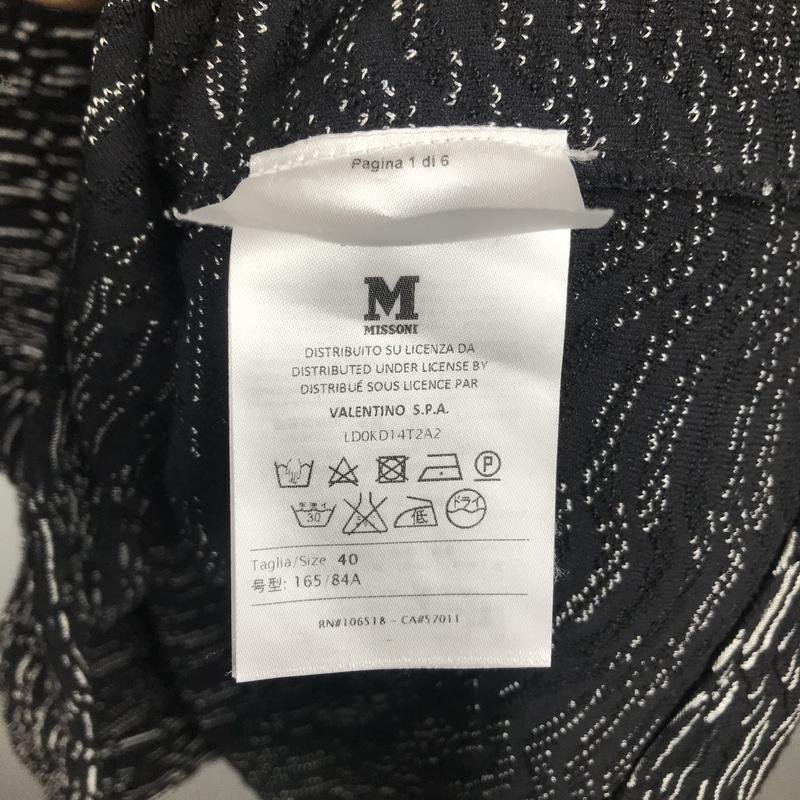 Pagina 1 di 6
M
MISSONI
DISTRIBUITO SU LICENZA DA
DISTRIBUTED UNDER LICENSE BY
DISTRIBUÉ SOUS LICENCE PAR
VALENTINO S.P.A.
LD0KD14T2A2
P
30 低 ドライ
Taglia/Size 40
号型: 165/84A
RN#106518 - CA#57011